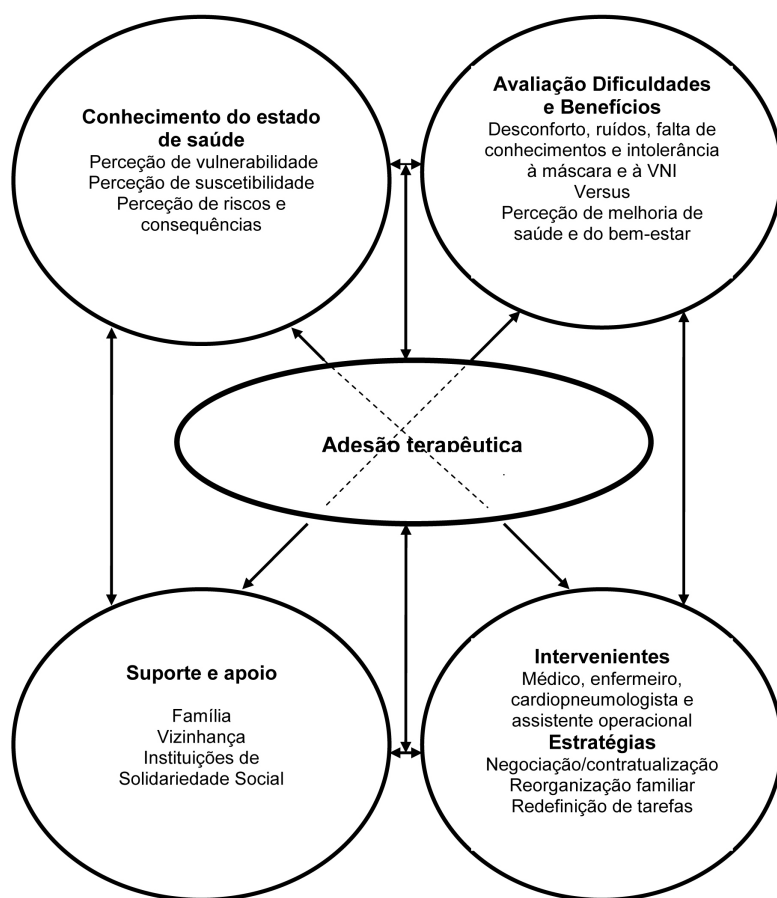 Conhecimento do estado
de saúde
Perceção de vulnerabilidade
Perceção de suscetibilidade
Perceção de riscos e
consequências
Avaliação Dificuldades
e Benefícios
Desconforto, ruídos, falta de
conhecimentos e intolerância
à máscara e à VNI
Versus
Perceção de melhoria de
saúde e do bem-estar
Adesão terapêutica
Suporte e apoio
Família
Vizinhança
Instituições de
Solidariedade Social
Intervenientes
Médico, enfermeiro,
cardiopneumologista e
assistente operacional
Estratégias
Negociação/contratualização
Reorganização familiar
Redefinição de tarefas